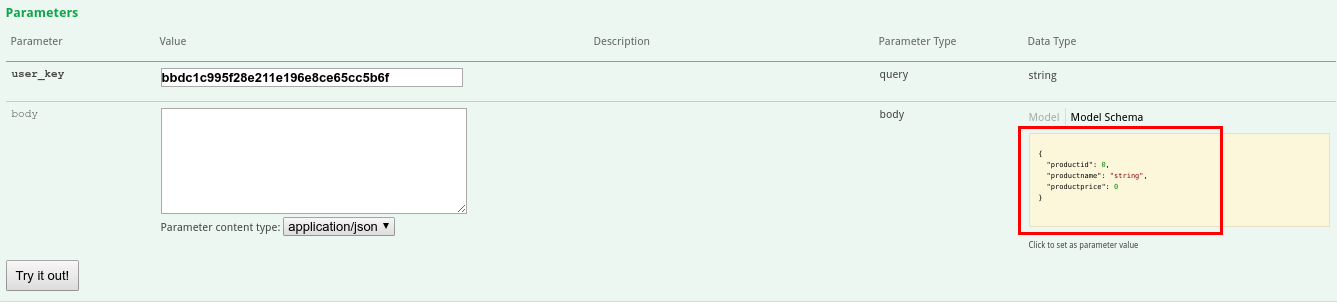 Parameters
Parameter Value Description Parameter Type Data Type
user_key bbdc1c995f28e211e196e8ce65cc5b6f query string
body body Model Model Schema
{
"productid": 0,
"productname": "string",
"productprice": 0
}
Parameter content type: application/json
Click to set as parameter value
Try it out!